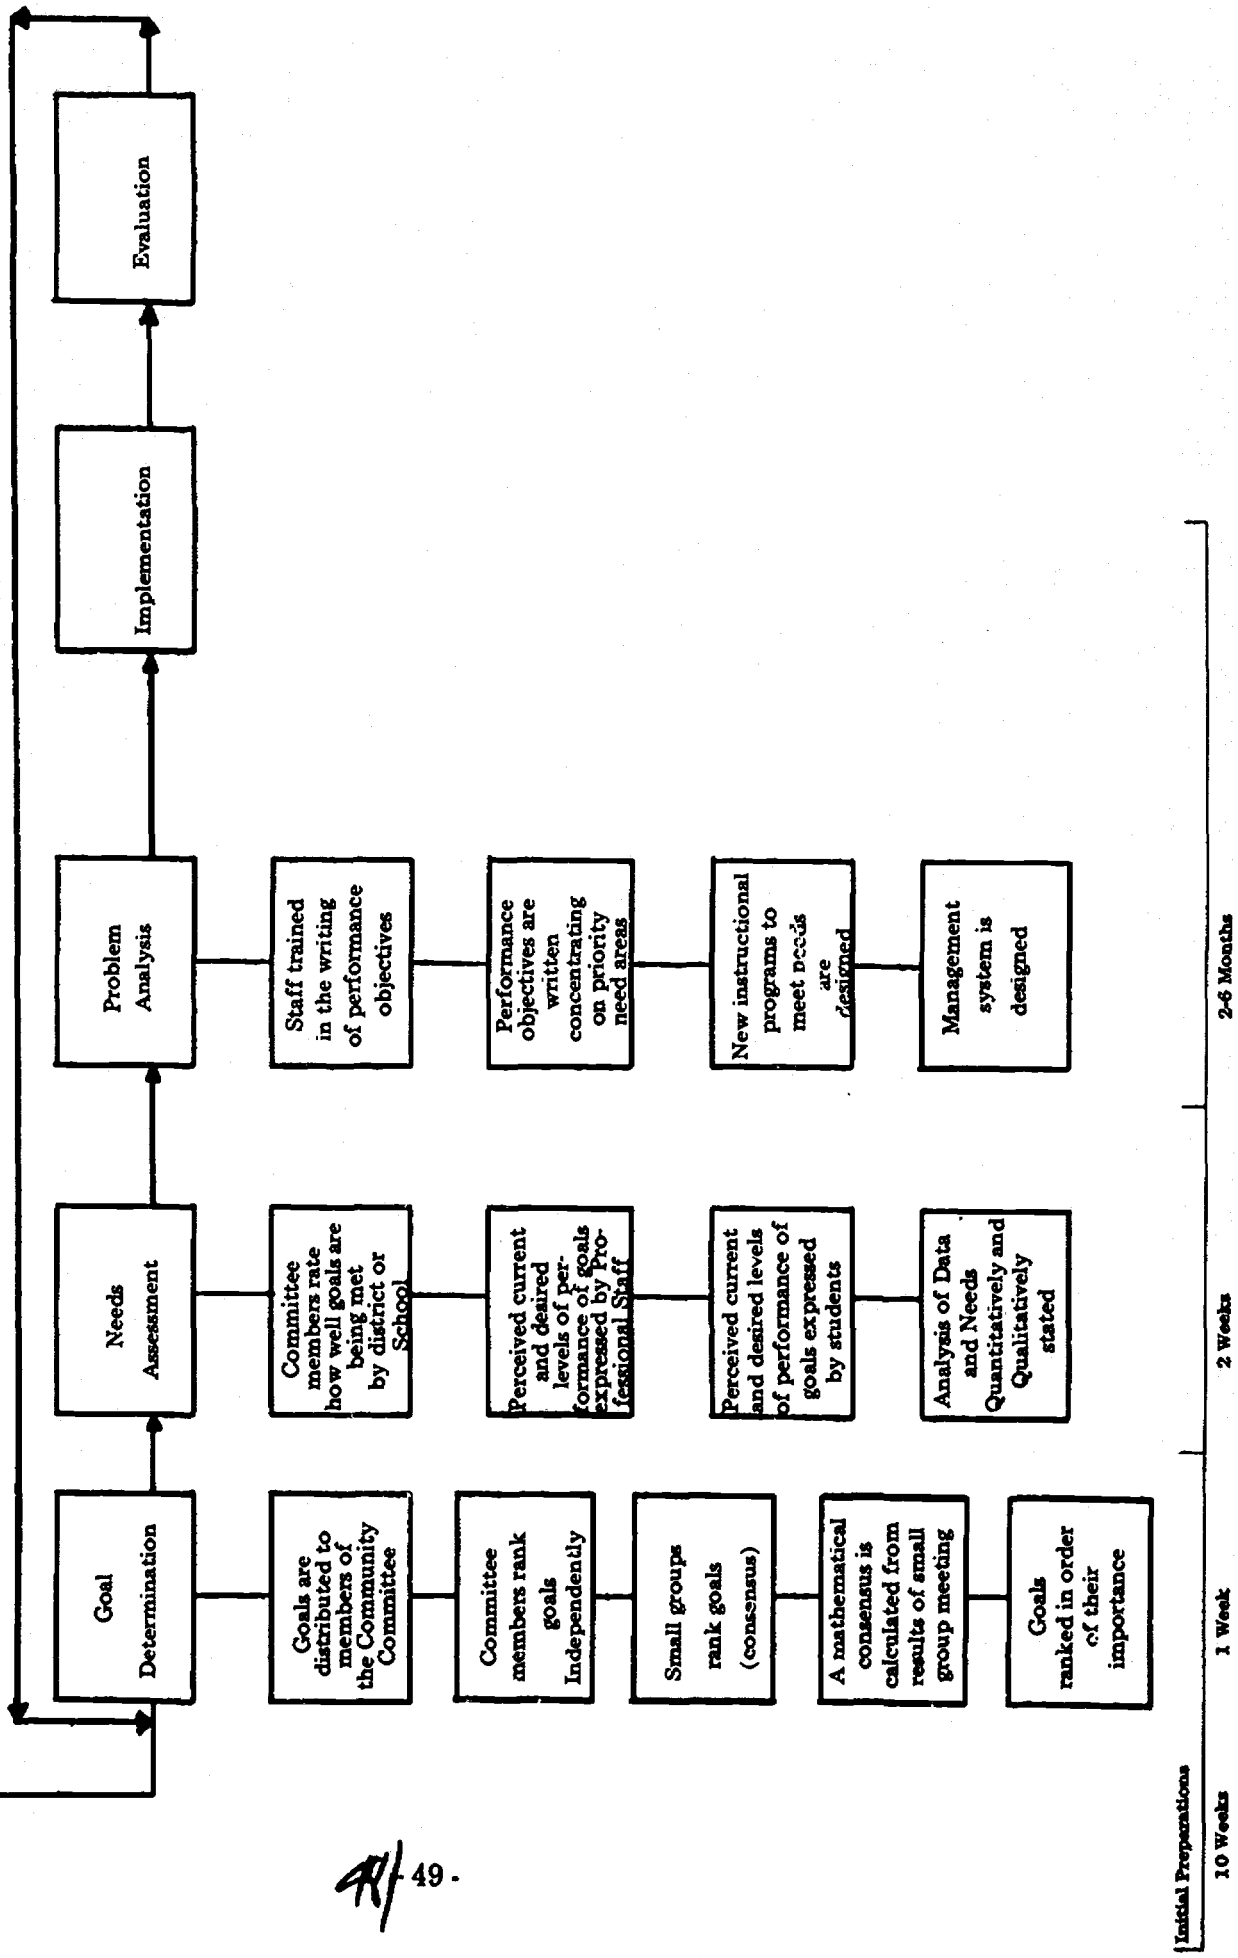 Goal
Determination
Needs
Assessment
Problem
Analysis
Implementation
Evaluation
Goals are
distributed to
members of
the Community
Committee
Committee
members rank
goals
Independently
Small groups
rank goals
(consensus)
A mathematical
consensus is
calculated from
results of small
group meeting
Goals
ranked in order
of their
importance
Committee
members rate
how well goals are
being met
by district or
School
Perceived current
and desired
levels of per-
formance of goals
expressed by Pro-
fessional Staff
Perceived current
and desired levels
of performance of
goals expressed
by students
Analysis of Data
and Needs
Quantitatively and
Qualitatively
stated
Staff trained
in the writing
of performance
objectives
Performance
objectives are
written
concentrating
on priority
need areas
New instructional
programs to
meet needs
are
designed
Management
system is
designed
Initial Preparations
10 Weeks
1 Week
2 Weeks
2-6 Months
- 49 -